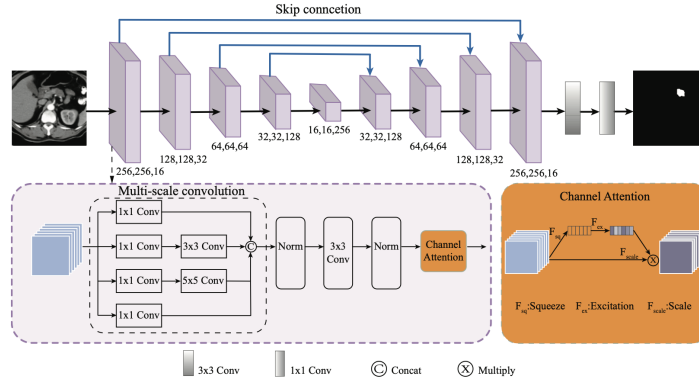 Skip conncetion
256,256,16
128,128,32
64,64,64
32,32,128
16,16,256
32,32,128
64,64,64
128,128,32
256,256,16
Multi-scale convolution
1x1 Conv
1x1 Conv
3x3 Conv
1x1 Conv
5x5 Conv
1x1 Conv
C
Norm
3x3
Conv
Norm
Channel
Attention
Channel Attention
Fsq
Fex
Fscale
X
Fsq:Squeeze Fex:Excitation Fscale:Scale
3x3 Conv
1x1 Conv
C Concat
X Multiply